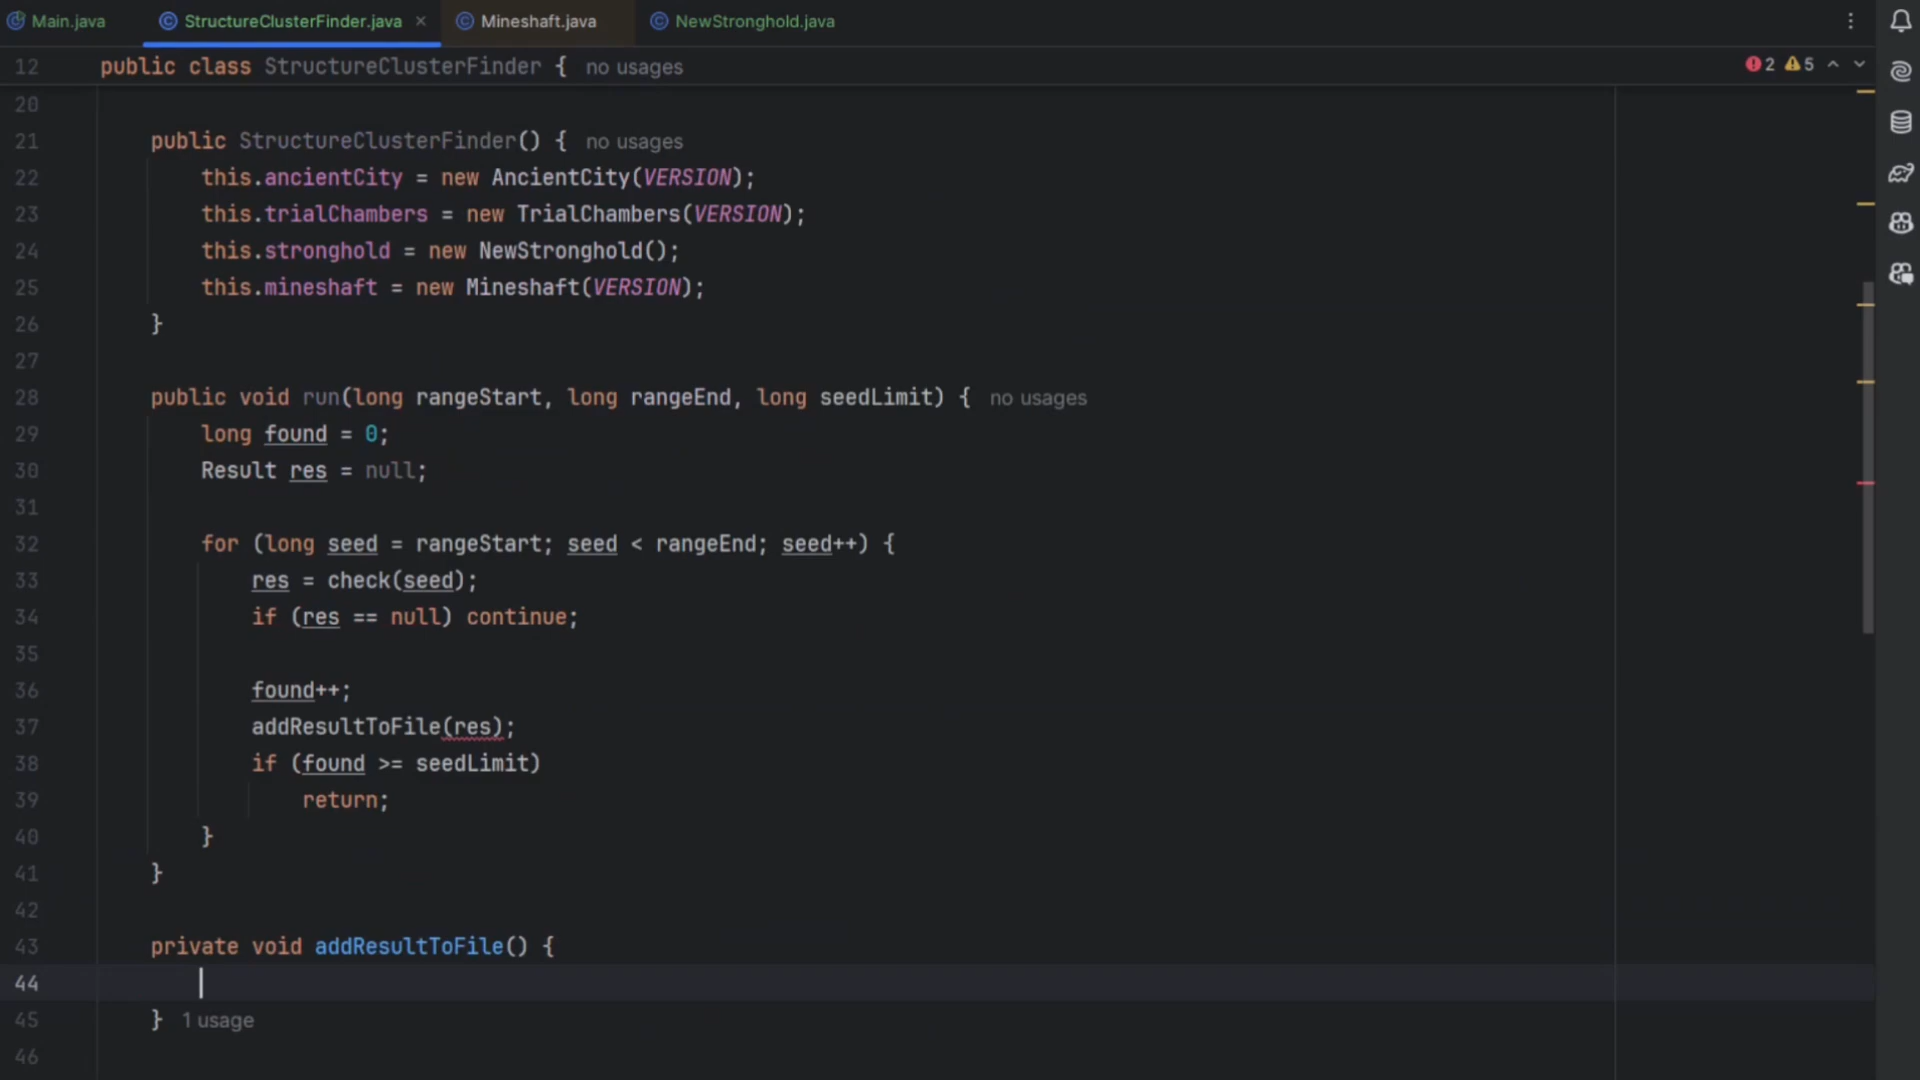 Main.java StructureClusterFinder.java × Mineshaft.java NewStronghold.java
12 public class StructureClusterFinder { no usages 2 5
20
21 public StructureClusterFinder() { no usages
22 this.ancientCity = new AncientCity(VERSION);
23 this.trialChambers = new TrialChambers(VERSION);
24 this.stronghold = new NewStronghold();
25 this.mineshaft = new Mineshaft(VERSION);
26 }
27
28 public void run(long rangeStart, long rangeEnd, long seedLimit) { no usages
29 long found = 0;
30 Result res = null;
31
32 for (long seed = rangeStart; seed < rangeEnd; seed++) {
33 res = check(seed);
34 if (res == null) continue;
35
36 found++;
37 addResultToFile(res);
38 if (found >= seedLimit)
39 return;
40 }
41 }
42
43 private void addResultToFile() {
44
45 } 1 usage
46